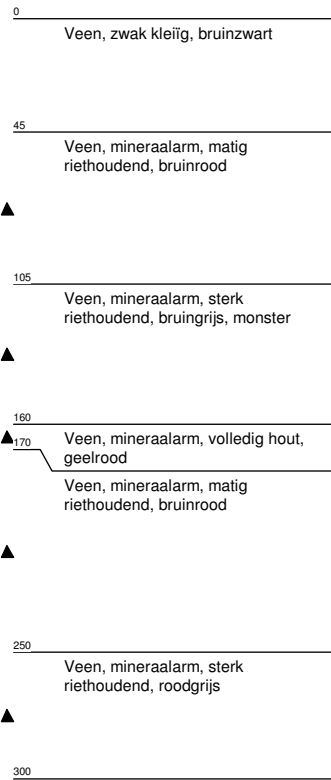 0
Veen, zwak kleiïg, bruinzwart
45
Veen, mineraalarm, matig
riethoudend, bruinrood
105
Veen, mineraalarm, sterk
riethoudend, bruingrijs, monster
160
Veen, mineraalarm, volledig hout,
geelrood
170
Veen, mineraalarm, matig
riethoudend, bruinrood
250
Veen, mineraalarm, sterk
riethoudend, roodgrijs
300